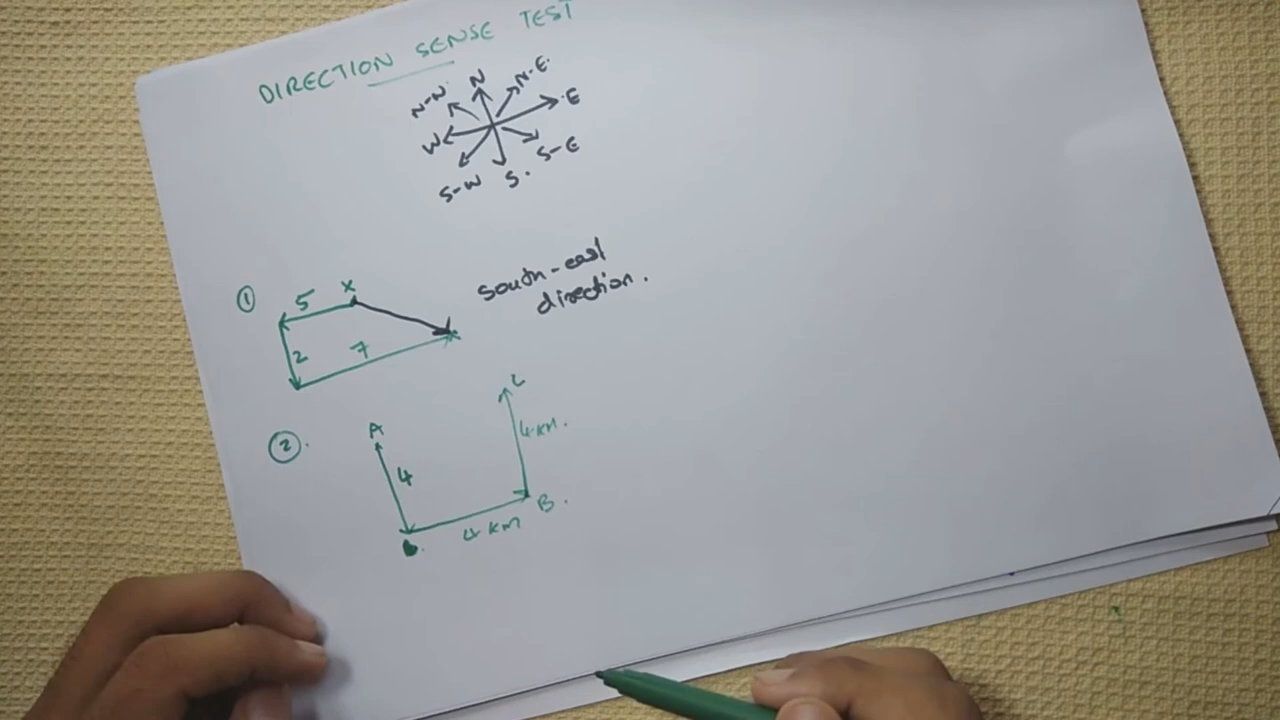 DIRECTION SENSE TEST
N
N-W
N-E.
W
E
S-W
S.
S-E
1
5
X
2
7
south-east
direction.
2.
A
4
C
4 km.
4 km
B.